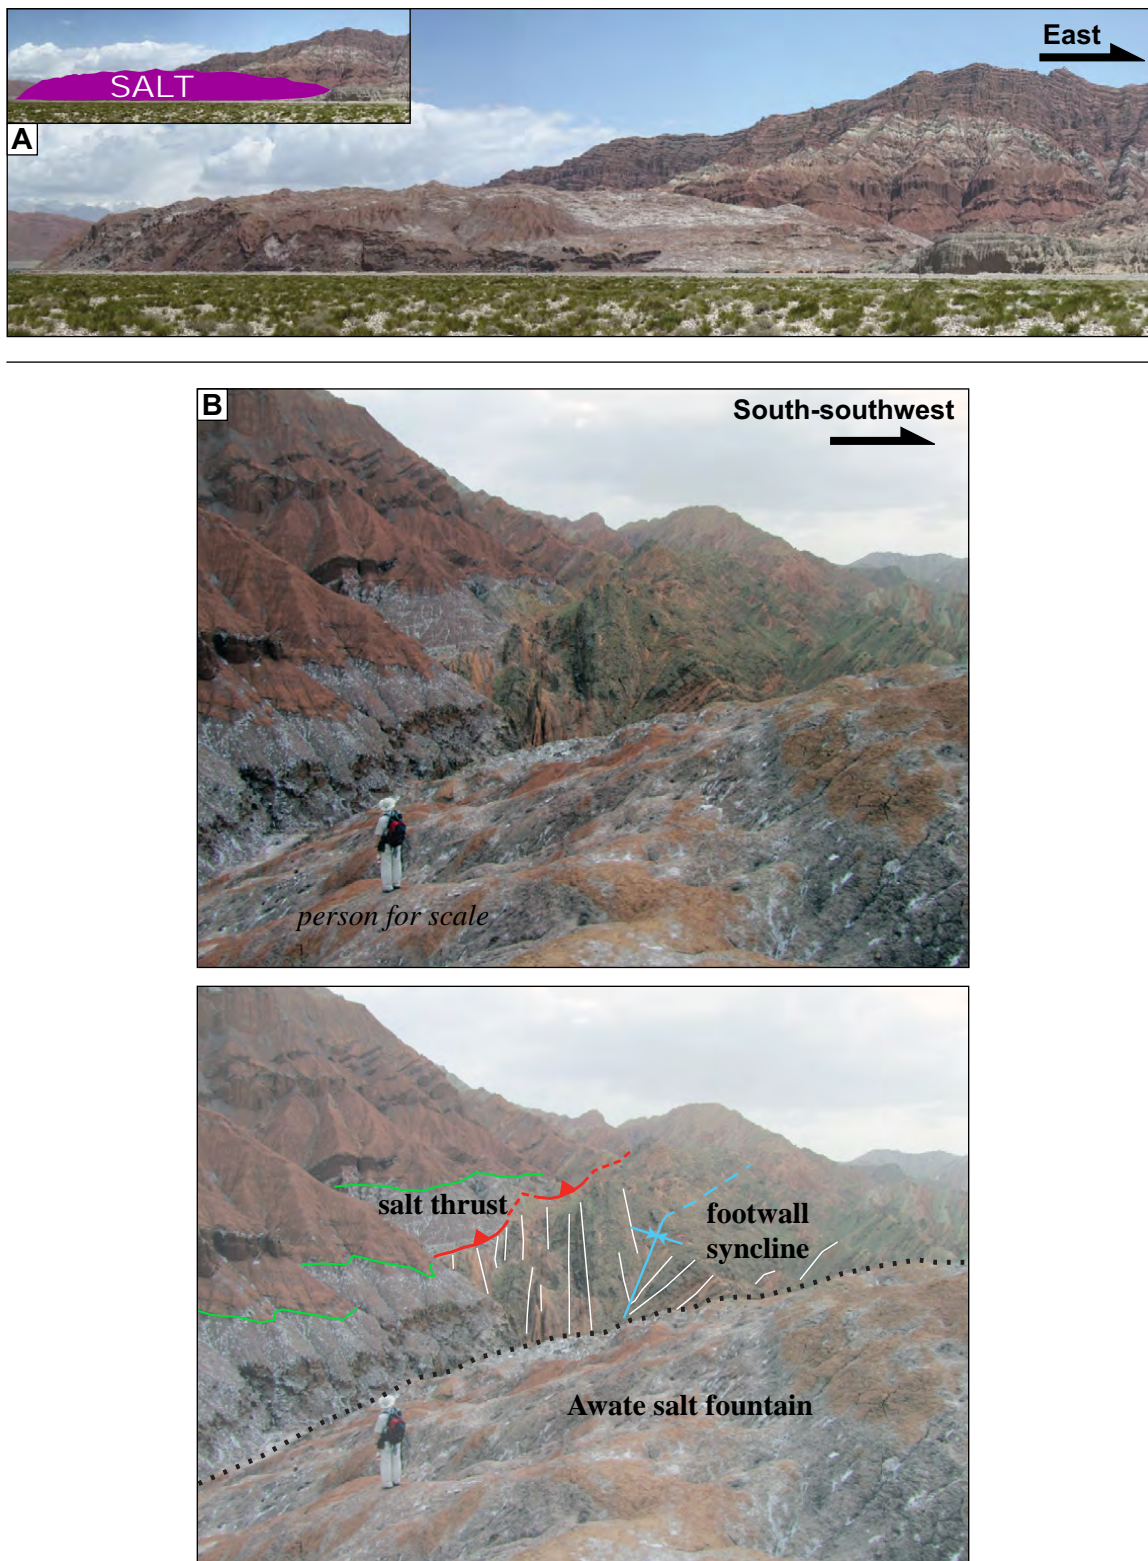 SALT
East
A
B
South-southwest
person for scale
salt thrust
footwall
syncline
Awate salt fountain